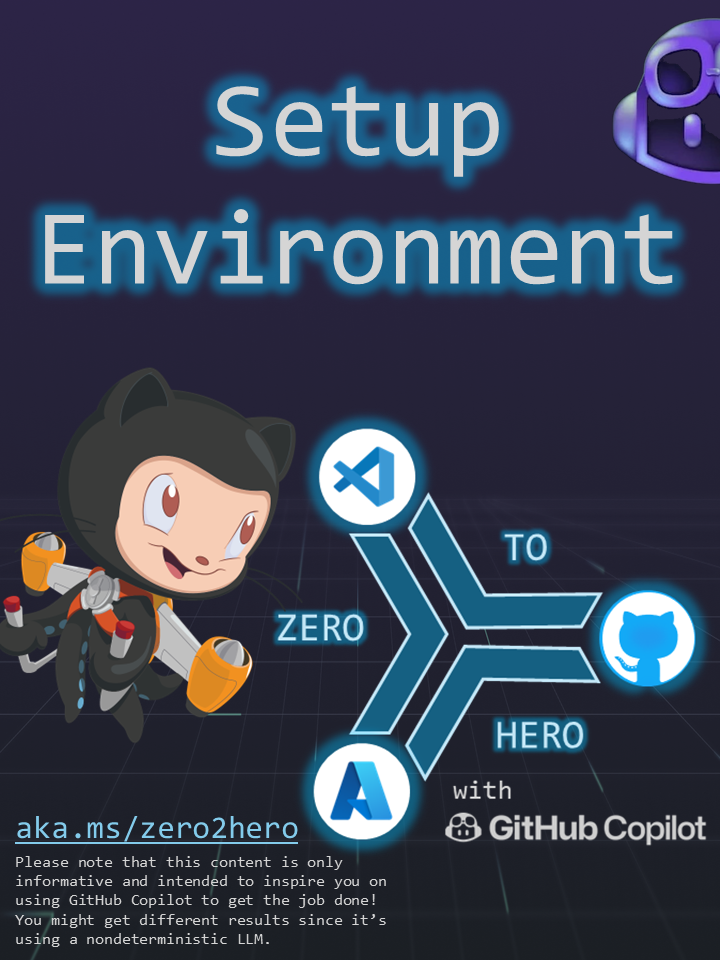 Setup
Environment
TO
ZERO
HERO
with
GitHub Copilot
aka.ms/zero2hero
Please note that this content is only
informative and intended to inspire you on
using GitHub Copilot to get the job done!
You might get different results since it’s
using a nondeterministic LLM.